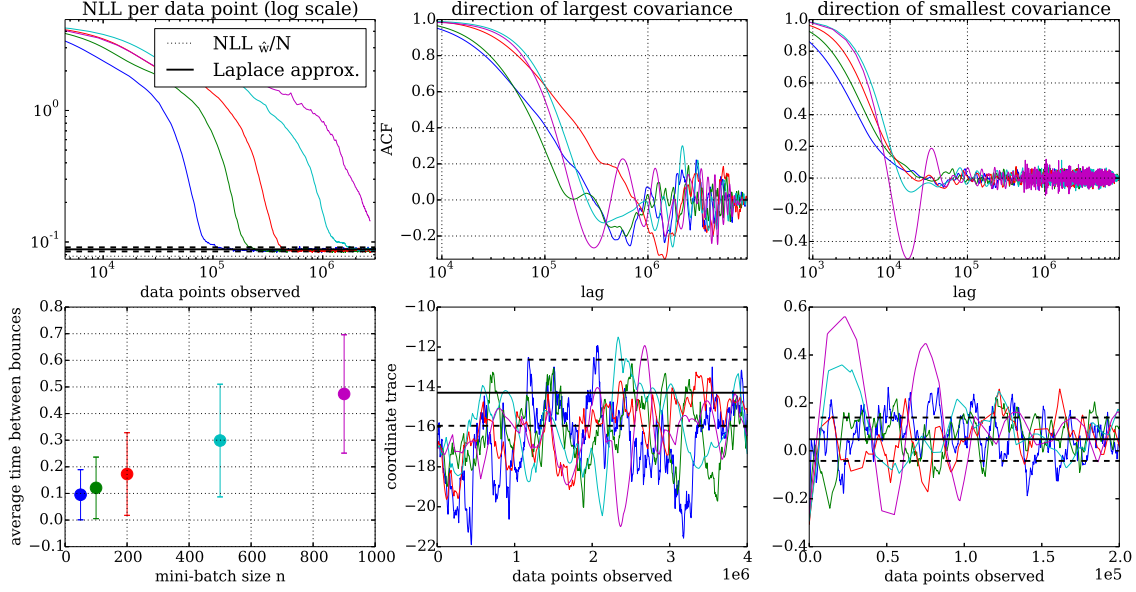 NLL per data point (log scale)
NLL ŵ/N
Laplace approx.
10⁰
10⁻¹
10⁴ 10⁵ 10⁶
data points observed
direction of largest covariance
ACF
1.0
0.8
0.6
0.4
0.2
0.0
−0.2
10⁴ 10⁵ 10⁶
lag
direction of smallest covariance
1.0
0.8
0.6
0.4
0.2
0.0
−0.2
−0.4
10³ 10⁴ 10⁵ 10⁶
lag
average time between bounces
0.8
0.7
0.6
0.5
0.4
0.3
0.2
0.1
0.0
−0.1
0 200 400 600 800 1000
mini-batch size n
coordinate trace
−10
−12
−14
−16
−18
−20
−22
0 1 2 3 4
1e6
data points observed
0.6
0.4
0.2
0.0
−0.2
−0.4
0.0 0.5 1.0 1.5 2.0
1e5
data points observed